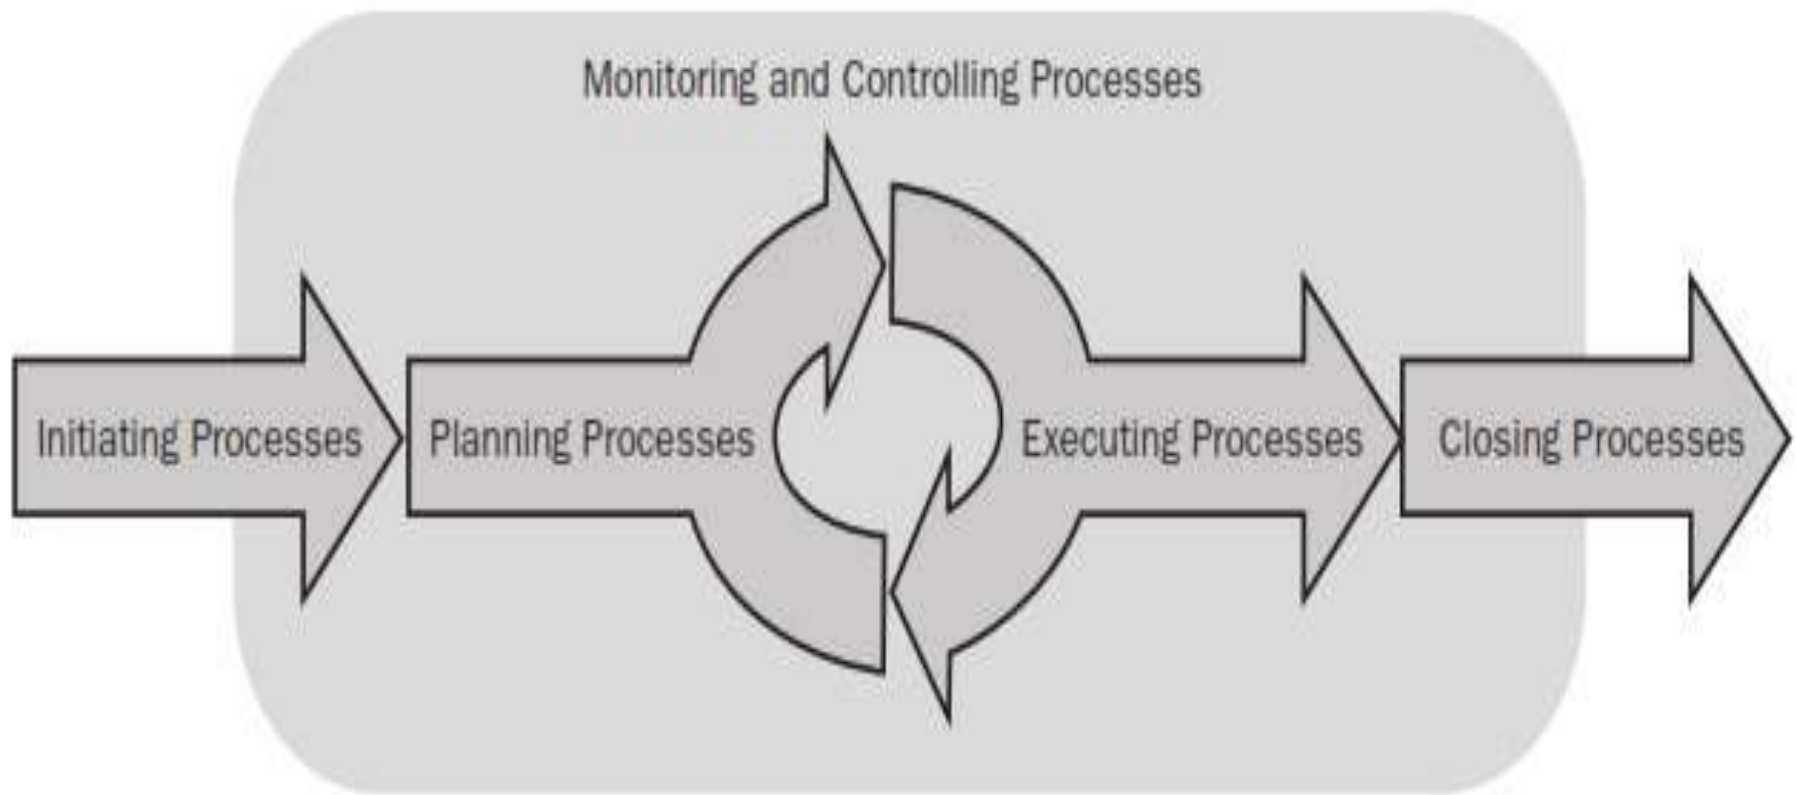 Monitoring and Controlling Processes
Initiating Processes
Planning Processes
Executing Processes
Closing Processes